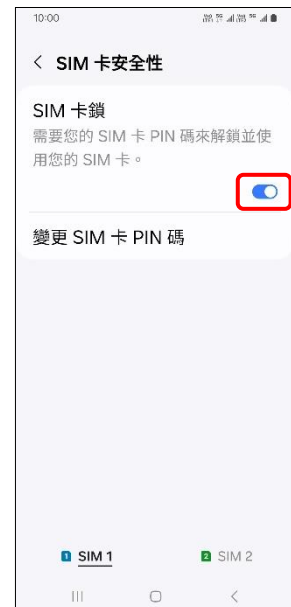 10:00
SIM 卡安全性
SIM 卡鎖
需要您的 SIM 卡 PIN 碼來解鎖並使
用您的 SIM 卡。
變更 SIM 卡 PIN 碼
1 SIM 1
2 SIM 2